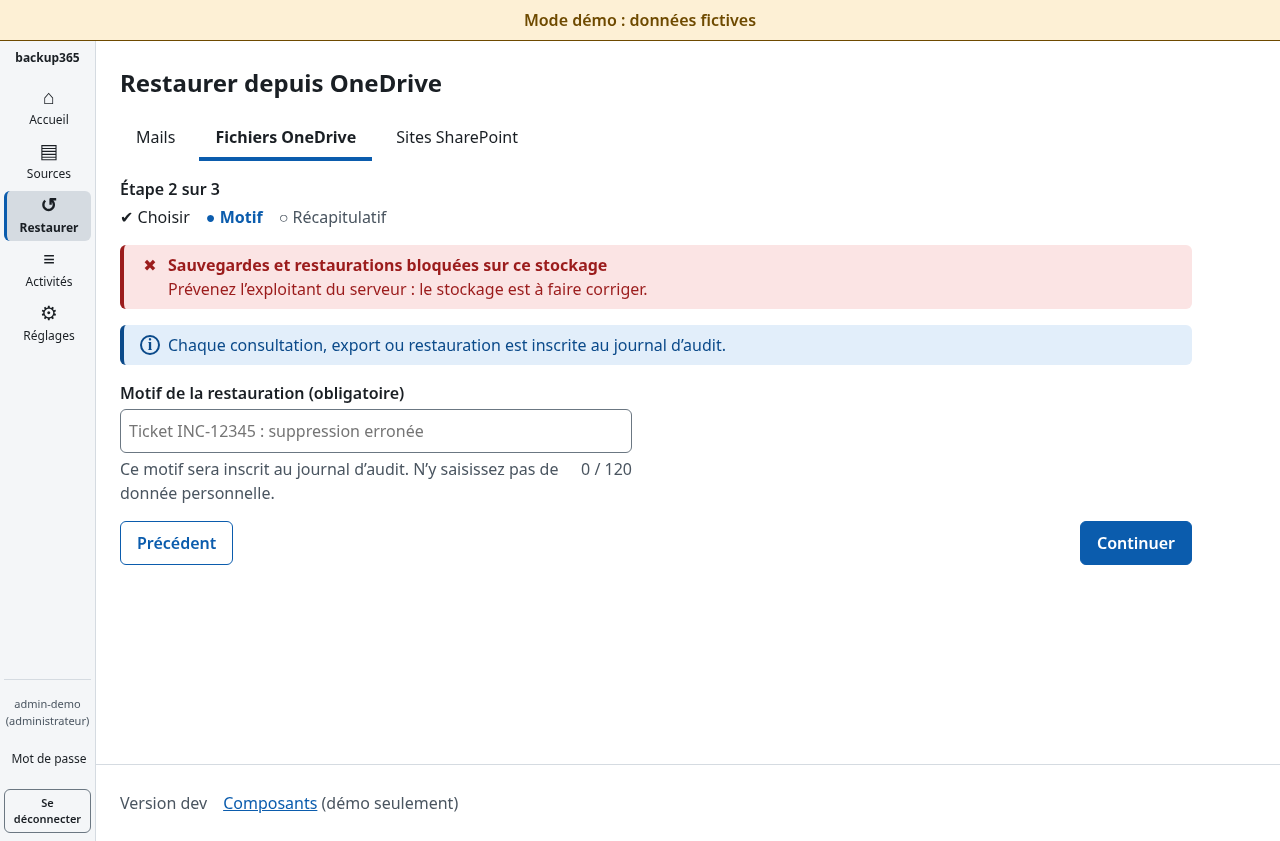 Mode démo : données fictives
backup365
Accueil
Sources
Restaurer
Activités
Réglages
admin-demo
(administrateur)
Mot de passe
Se
déconnecter
Restaurer depuis OneDrive
Mails
Fichiers OneDrive
Sites SharePoint
Étape 2 sur 3
✔ Choisir ● Motif ○ Récapitulatif
✖ Sauvegardes et restaurations bloquées sur ce stockage
Prévenez l’exploitant du serveur : le stockage est à faire corriger.
Chaque consultation, export ou restauration est inscrite au journal d’audit.
Motif de la restauration (obligatoire)
Ticket INC-12345 : suppression erronée
Ce motif sera inscrit au journal d’audit. N’y saisissez pas de
donnée personnelle.
0 / 120
Précédent
Continuer
Version dev Composants (démo seulement)